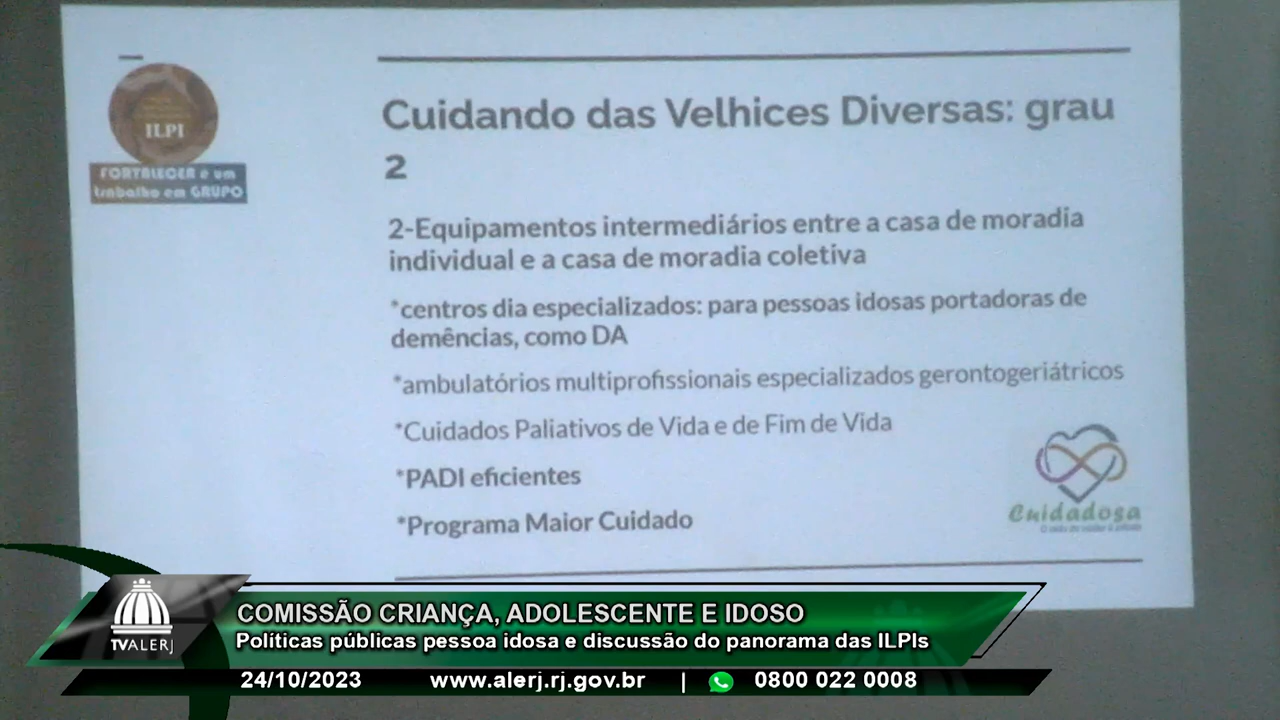 ILPI
FORTALECER é um
trabalho em GRUPO
Cuidando das Velhices Diversas: grau
2
2-Equipamentos intermediários entre a casa de moradia
individual e a casa de moradia coletiva
*centros dia especializados: para pessoas idosas portadoras de
demências, como DA
*ambulatórios multiprofissionais especializados gerontogeriátricos
*Cuidados Paliativos de Vida e de Fim de Vida
*PADI eficientes
*Programa Maior Cuidado
Cuidadosa
TVALERJ
COMISSÃO CRIANÇA, ADOLESCENTE E IDOSO
Políticas públicas pessoa idosa e discussão do panorama das ILPIs
24/10/2023 www.alerj.rj.gov.br | 0800 022 0008